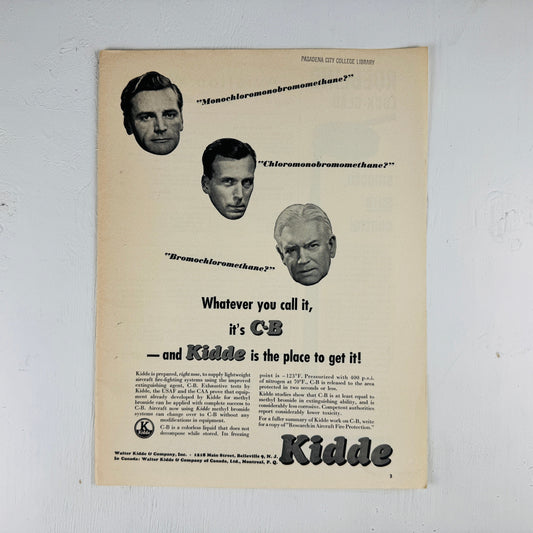 PASADENA CITY COLLEGE LIBRARY
"Monochloromonobromomethane?"
"Chloromonobromomethane?"
"Bromochloromethane?"
Whatever you call it,
it's C-B
—and Kidde is the place to get it!
Kidde is prepared, right now, to supply lightweight
aircraft fire-fighting systems using the improved
extinguishing agent, C-B. Exhaustive tests by
Kidde, the USAF and the CAA prove that equip-
ment already developed by Kidde for methyl
bromide can be applied with complete success to
C-B. Aircraft now using Kidde methyl bromide
systems can change over to C-B without any
modifications in equipment.
C-B is a colorless liquid that does not
decompose while stored. Its freezing
point is -123°F. Pressurized with 400 p.s.i.
of nitrogen at 70°F., C-B is released to the area
protected in two seconds or less.
Kidde studies show that C-B is at least equal to
methyl bromide in extinguishing ability, and is
considerably less corrosive. Competent authorities
report considerably fewer toxicity.
For a fuller summary of Kidde work on C-B, write
for a copy of "Research in Aircraft Fire Protection."
K
Kidde
Kidde
Walter Kidde & Company, Inc. · Main Street, Belleville 9, N. J.
In Canada: Walter Kidde & Company of Canada, Ltd., Montreal, P. Q.
3